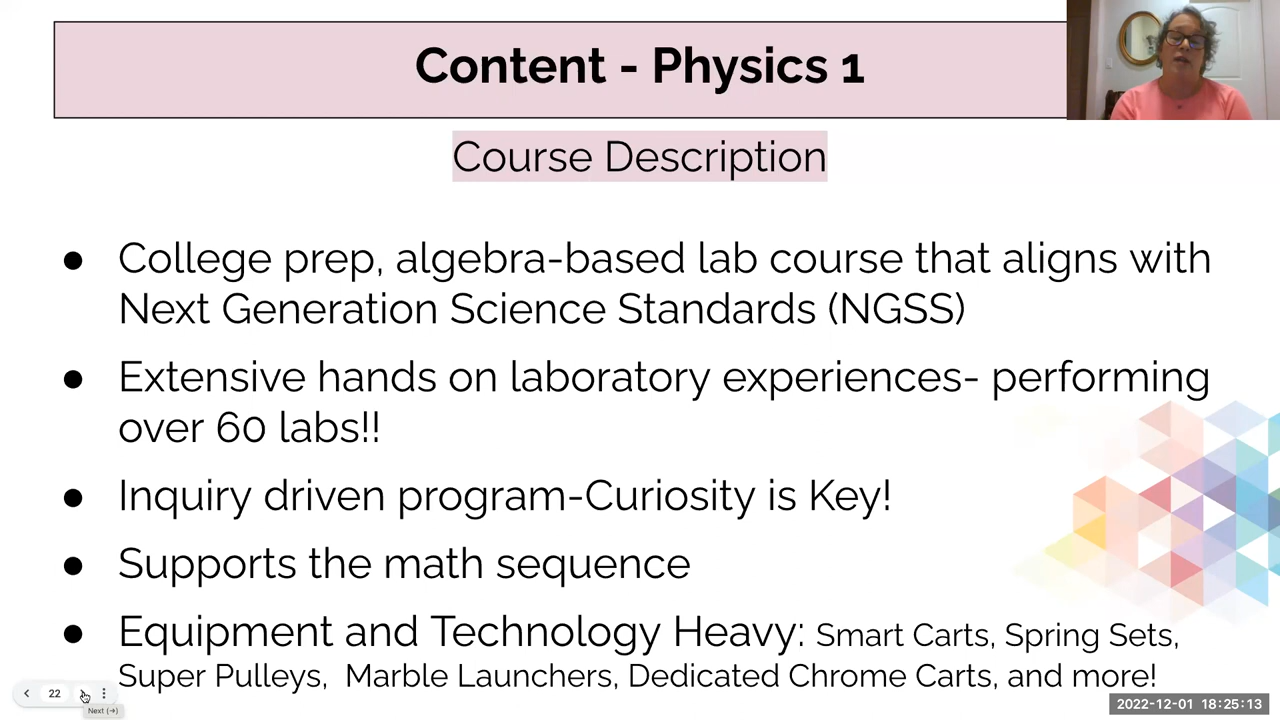 Content - Physics 1
Course Description
● College prep, algebra-based lab course that aligns with
Next Generation Science Standards (NGSS)
● Extensive hands on laboratory experiences- performing
over 60 labs!!
● Inquiry driven program-Curiosity is Key!
● Supports the math sequence
● Equipment and Technology Heavy: Smart Carts, Spring Sets,
Super Pulleys, Marble Launchers, Dedicated Chrome Carts, and more!
22
Next (→)
2022-12-01 18:25:13